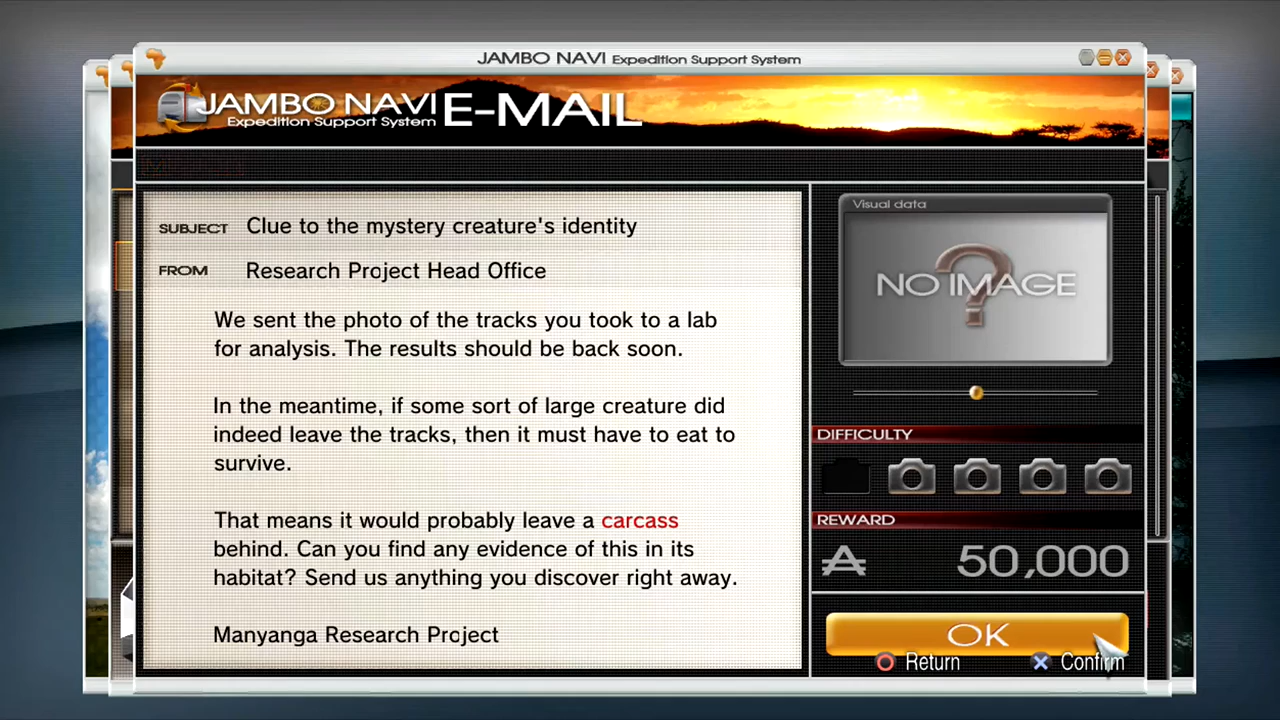 JAMBO NAVI Expedition Support System
JAMBO NAVI E-MAIL
Expedition Support System
SUBJECT Clue to the mystery creature's identity
FROM Research Project Head Office
We sent the photo of the tracks you took to a lab
for analysis. The results should be back soon.
In the meantime, if some sort of large creature did
indeed leave the tracks, then it must have to eat to
survive.
That means it would probably leave a carcass
behind. Can you find any evidence of this in its
habitat? Send us anything you discover right away.
Manyanga Research Project
Visual data
NO IMAGE
?
DIFFICULTY
REWARD
50,000
OK
Return Confirm